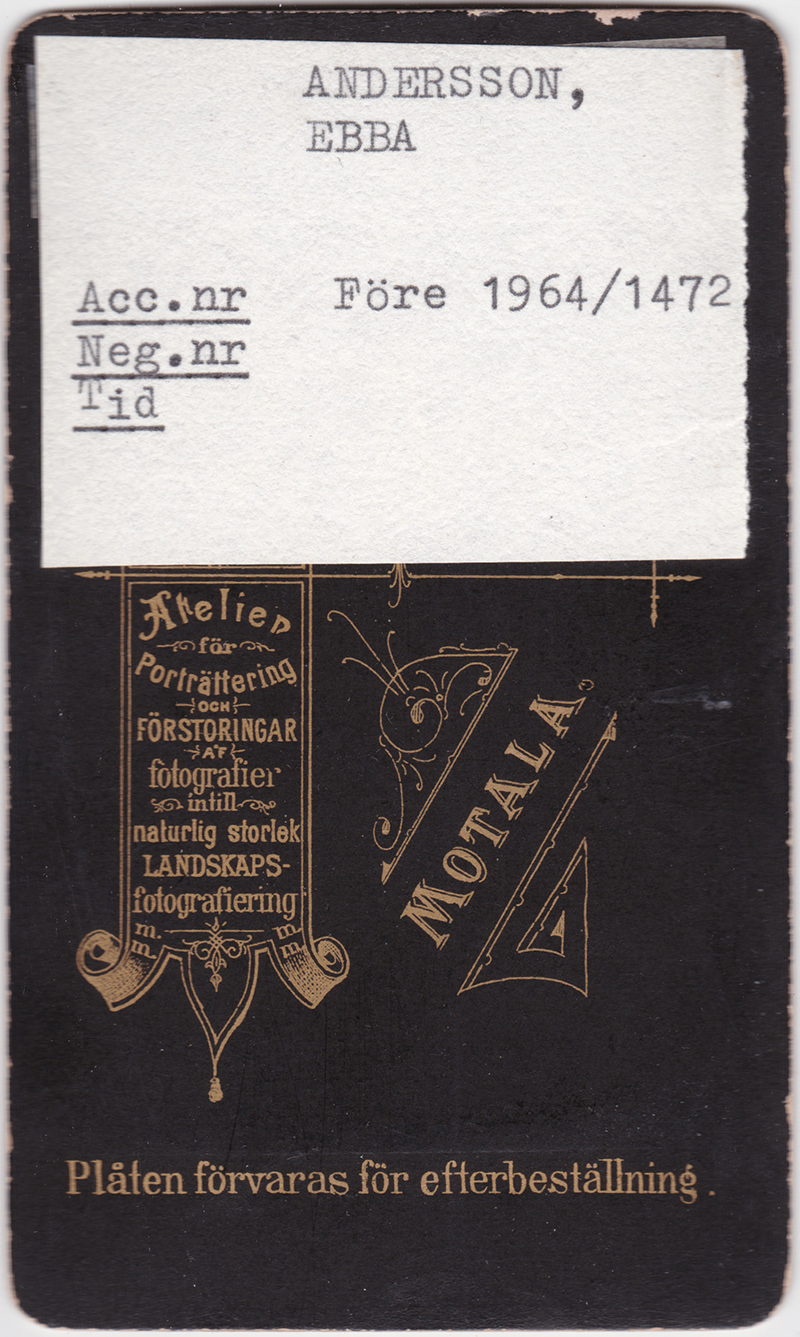 ANDERSSON,
EBBA
Acc.nr Före 1964/1472
Neg.nr
Tid
Atelier
för
Porträttering
OCH
FÖRSTORINGAR
AF
fotografier
intill
naturlig storlek
LANDSKAPS-
fotografiering
m. m.
m. m.
MOTALA.
Plåten förvaras för efterbeställning.